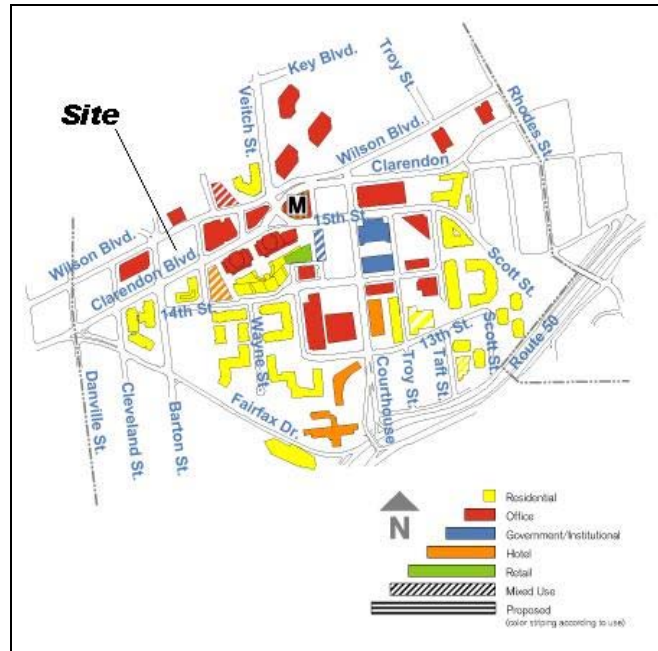 Key Blvd.
Troy St.
Veitch St.
Rhodes St.
Site
Wilson Blvd.
Clarendon
M
15th St.
Wilson Blvd.
Clarendon Blvd.
Scott St.
14th St.
Wayne St.
13th St.
Scott St.
Route 50
Danville St.
Cleveland St.
Barton St.
Fairfax Dr.
Courthouse
Troy St.
Taft St.
N
Residential
Office
Government/Institutional
Hotel
Retail
Mixed Use
Proposed
(color striping according to use)